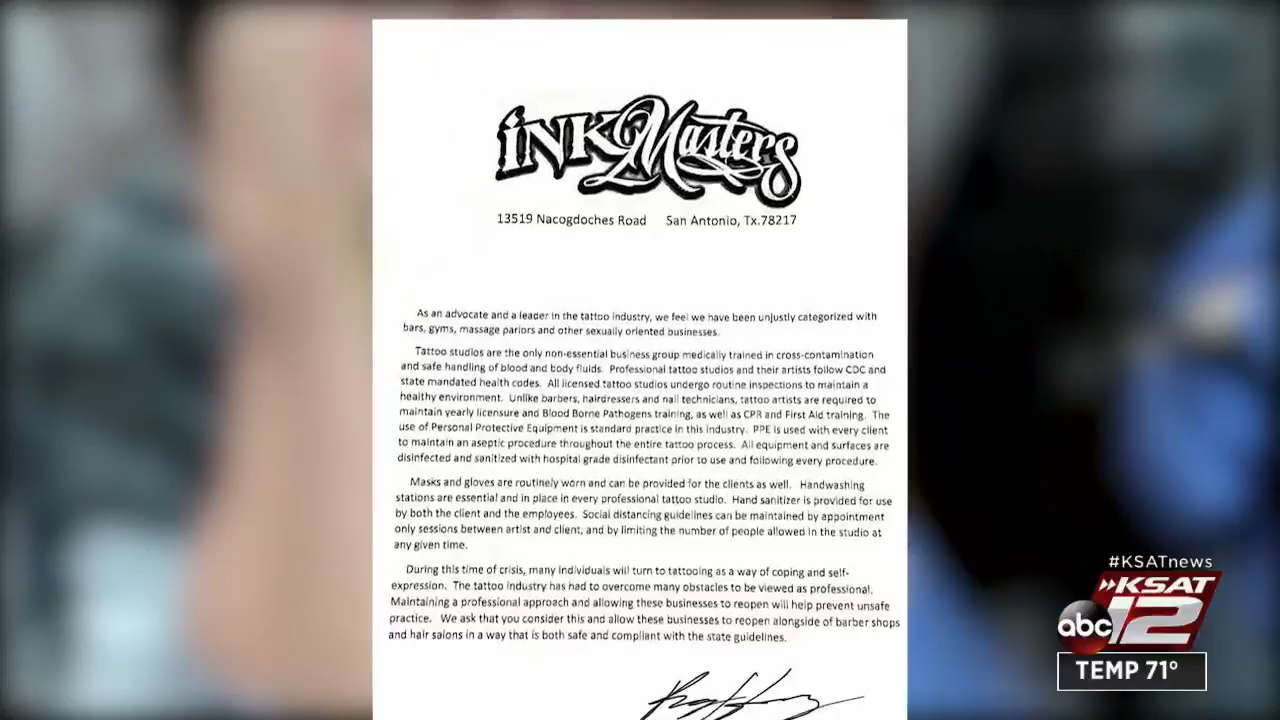 iNK Masters
13519 Nacogdoches Road San Antonio, Tx.78217
As an advocate and a leader in the tattoo industry, we feel we have been unjustly categorized with
bars, gyms, massage parlors and other sexually oriented businesses.
Tattoo studios are the only non-essential business group medically trained in cross-contamination
and safe handling of blood and body fluids. Professional tattoo studios and their artists follow CDC and
state mandated health codes. All licensed tattoo studios undergo routine inspections to maintain a
healthy environment. Unlike barbers, hairdressers and nail technicians, tattoo artists are required to
maintain yearly licensure and Blood Borne Pathogens training, as well as CPR and First Aid training. The
use of Personal Protective Equipment is standard practice in this industry. PPE is used with every client
to maintain an aseptic procedure throughout the entire tattoo process. All equipment and surfaces are
disinfected and sanitized with hospital grade disinfectant prior to use and following every procedure.
Masks and gloves are routinely worn and can be provided for the clients as well. Handwashing
stations are essential and in place in every professional tattoo studio. Hand sanitizer is provided for use
by both the client and the employees. Social distancing guidelines can be maintained by appointment
only sessions between artist and client, and by limiting the number of people allowed in the studio at
any given time.
During this time of crisis, many individuals will turn to tattooing as a way of coping and self-
expression. The tattoo industry has had to overcome many obstacles to be viewed as professional.
Maintaining a professional approach and allowing these businesses to reopen will help prevent unsafe
practice. We ask that you consider this and allow these businesses to reopen alongside of barber shops
and hair salons in a way that is both safe and compliant with the state guidelines.
#KSATnews
KSAT
abc 12
TEMP 71°